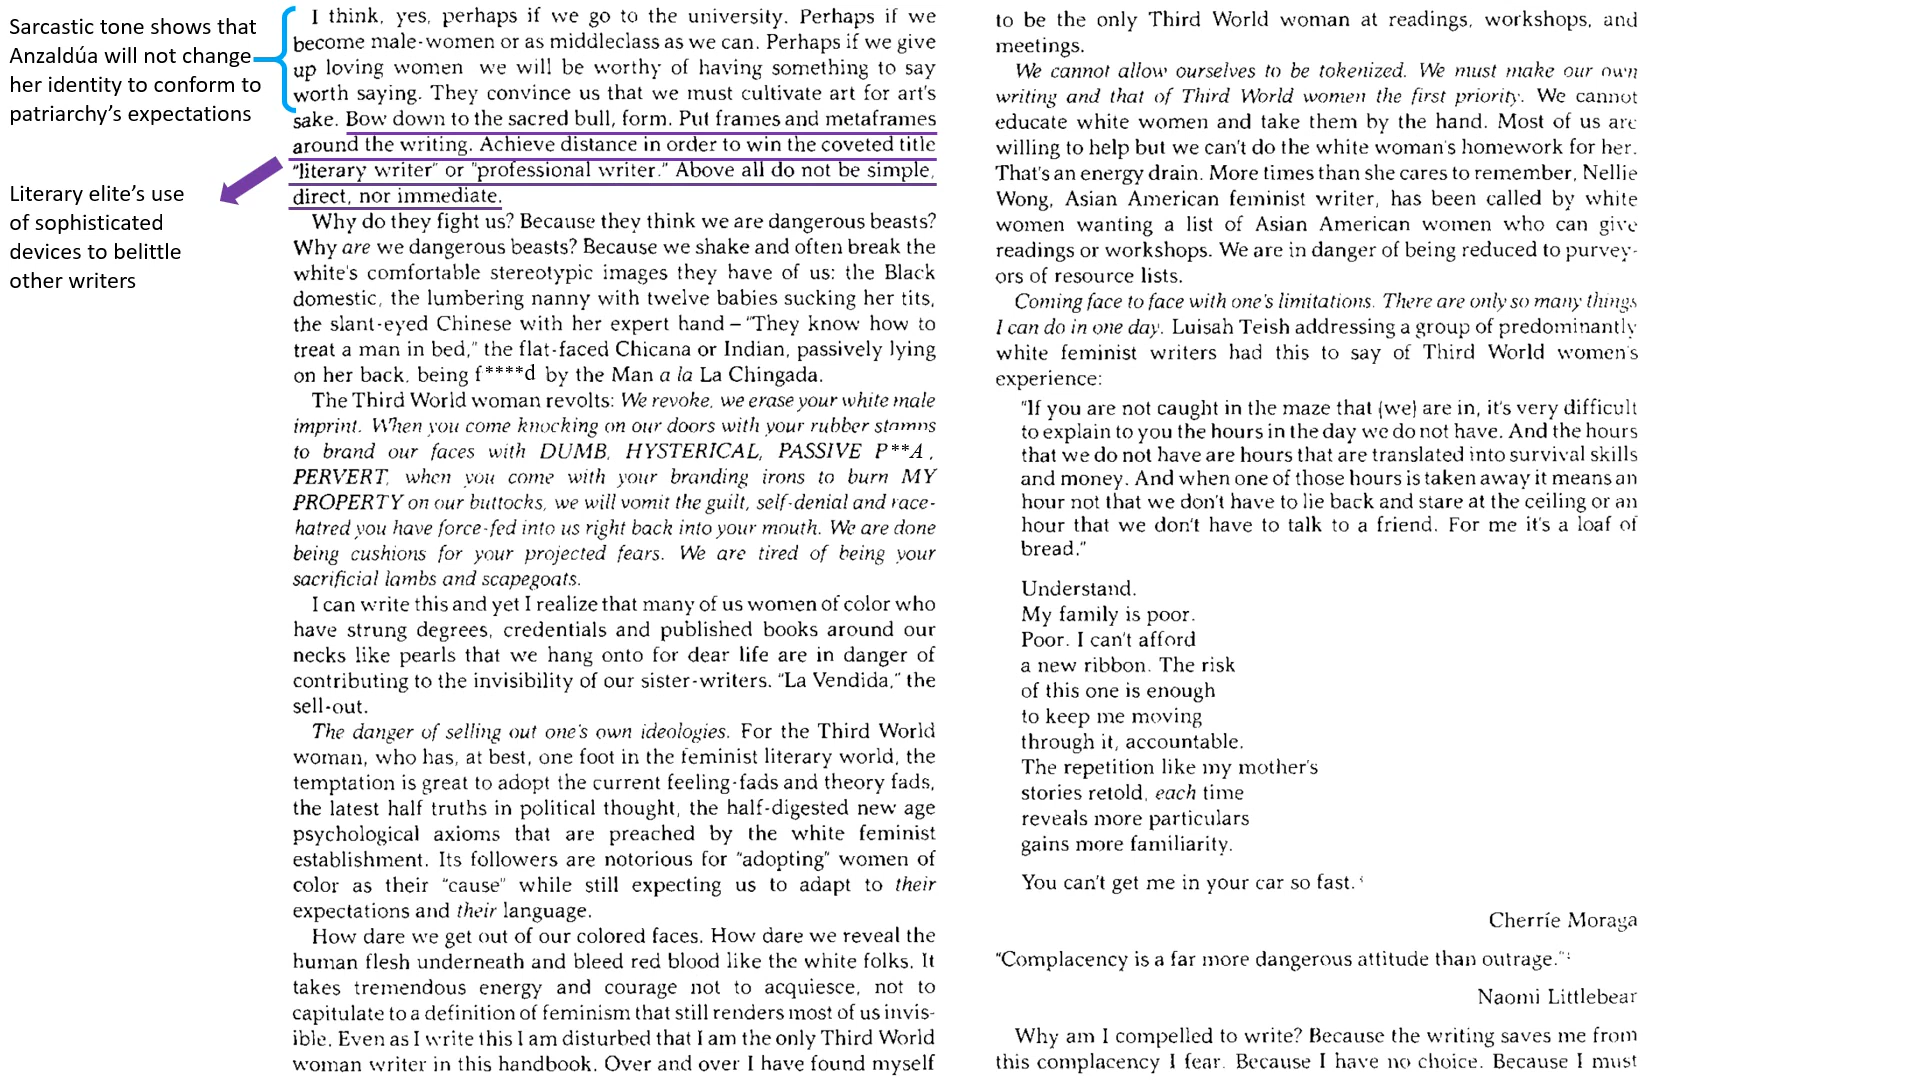 Sarcastic tone shows that
Anzaldúa will not change
her identity to conform to
patriarchy's expectations
Literary elite's use
of sophisticated
devices to belittle
other writers
I think, yes, perhaps if we go to the university. Perhaps if we
become male-women or as middleclass as we can. Perhaps if we give
up loving women we will be worthy of having something to say
worth saying. They convince us that we must cultivate art for art's
sake. Bow down to the sacred bull, form. Put frames and metaframes
around the writing. Achieve distance in order to win the coveted title
"literary writer" or "professional writer." Above all do not be simple,
direct, nor immediate.
Why do they fight us? Because they think we are dangerous beasts?
Why are we dangerous beasts? Because we shake and often break the
white's comfortable stereotypic images they have of us: the Black
domestic, the lumbering nanny with twelve babies sucking her tits,
the slant-eyed Chinese with her expert hand – "They know how to
treat a man in bed," the flat-faced Chicana or Indian, passively lying
on her back, being f****d by the Man a la La Chingada.
The Third World woman revolts: We revoke, we erase your white male
imprint. When you come knocking on our doors with your rubber stamps
to brand our faces with DUMB, HYSTERICAL, PASSIVE P**A,
PERVERT, when you come with your branding irons to burn MY
PROPERTY on our buttocks, we will vomit the guilt, self-denial and race-
hatred you have force-fed into us right back into your mouth. We are done
being cushions for your projected fears. We are tired of being your
sacrificial lambs and scapegoats.
I can write this and yet I realize that many of us women of color who
have strung degrees, credentials and published books around our
necks like pearls that we hang onto for dear life are in danger of
contributing to the invisibility of our sister-writers. "La Vendida," the
sell-out.
The danger of selling out one's own ideologies. For the Third World
woman, who has, at best, one foot in the feminist literary world, the
temptation is great to adopt the current feeling-fads and theory fads,
the latest half truths in political thought, the half-digested new age
psychological axioms that are preached by the white feminist
establishment. Its followers are notorious for "adopting" women of
color as their "cause" while still expecting us to adapt to their
expectations and their language.
How dare we get out of our colored faces. How dare we reveal the
human flesh underneath and bleed red blood like the white folks. It
takes tremendous energy and courage not to acquiesce, not to
capitulate to a definition of feminism that still renders most of us invis-
ible. Even as I write this I am disturbed that I am the only Third World
woman writer in this handbook. Over and over I have found myself
to be the only Third World woman at readings, workshops, and
meetings.
We cannot allow ourselves to be tokenized. We must make our own
writing and that of Third World women the first priority. We cannot
educate white women and take them by the hand. Most of us are
willing to help but we can't do the white woman's homework for her.
That's an energy drain. More times than she cares to remember, Nellie
Wong, Asian American feminist writer, has been called by white
women wanting a list of Asian American women who can give
readings or workshops. We are in danger of being reduced to purvey-
ors of resource lists.
Coming face to face with one's limitations. There are only so many things
I can do in one day. Luisah Teish addressing a group of predominantly
white feminist writers had this to say of Third World women's
experience:
"If you are not caught in the maze that (we) are in, it's very difficult
to explain to you the hours in the day we do not have. And the hours
that we do not have are hours that are translated into survival skills
and money. And when one of those hours is taken away it means an
hour not that we don't have to lie back and stare at the ceiling or an
hour that we don't have to talk to a friend. For me it's a loaf of
bread."
Understand.
My family is poor.
Poor. I can't afford
a new ribbon. The risk
of this one is enough
to keep me moving
through it, accountable.
The repetition like my mother's
stories retold, each time
reveals more particulars
gains more familiarity.
You can't get me in your car so fast.
Cherríe Moraga
"Complacency is a far more dangerous attitude than outrage."
Naomi Littlebear
Why am I compelled to write? Because the writing saves me from
this complacency I fear. Because I have no choice. Because I must